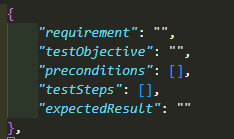 {
"requirement": "",
"testObjective": "",
"preconditions": [],
"testSteps": [],
"expectedResult": ""
},